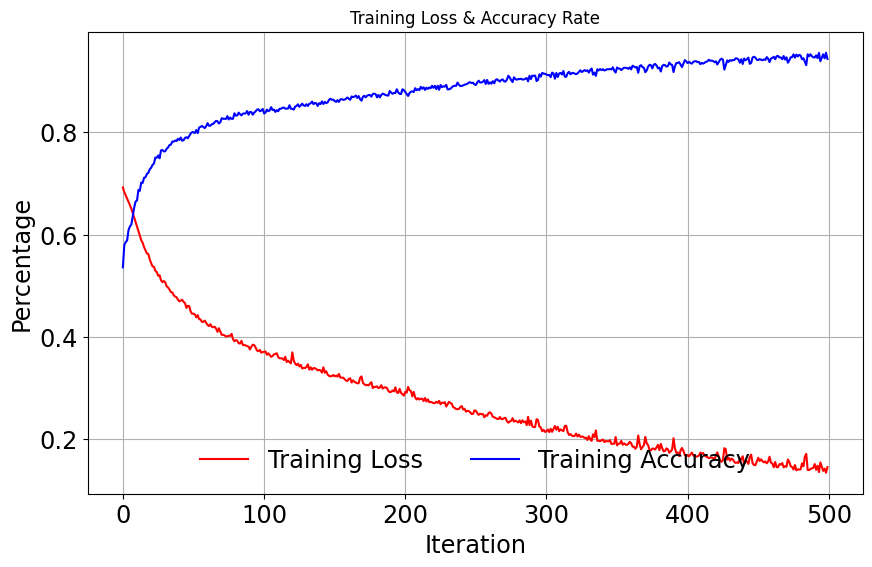 Training Loss & Accuracy Rate
0.8
0.6
0.4
0.2
Percentage
Training Loss
Training Accuracy
0
100
200
300
400
500
Iteration